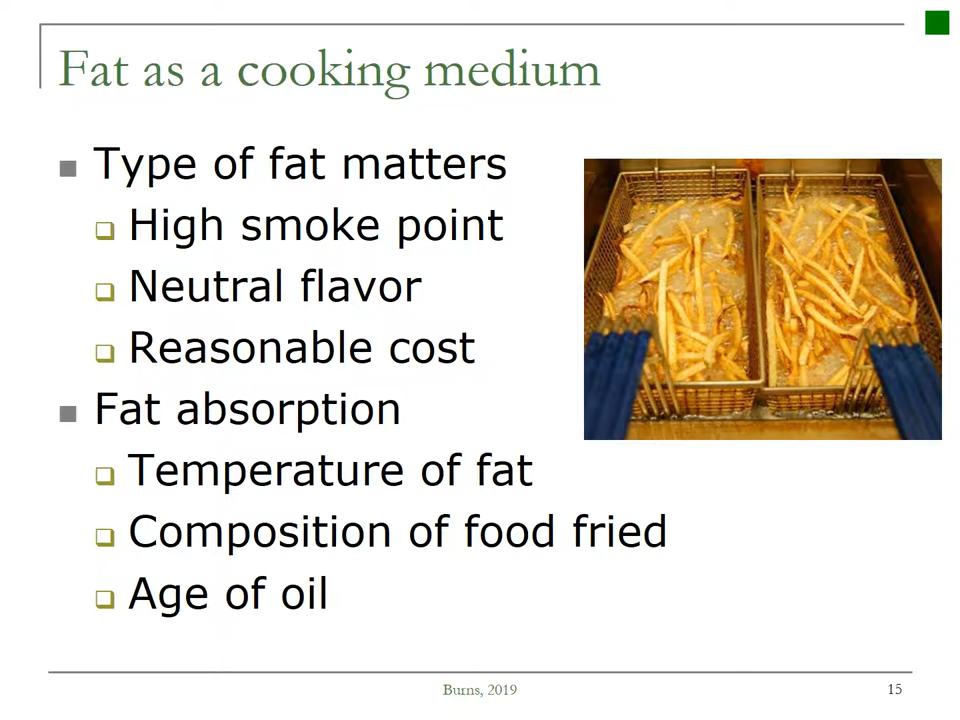 Fat as a cooking medium
Type of fat matters
High smoke point
Neutral flavor
Reasonable cost
Fat absorption
Temperature of fat
Composition of food fried
Age of oil
Burns, 2019
15